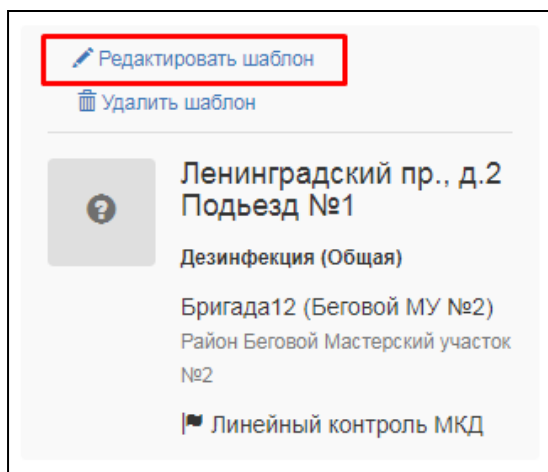 Редактировать шаблон
Удалить шаблон
Ленинградский пр., д.2
Подъезд №1
Дезинфекция (Общая)
Бригада12 (Беговой МУ №2)
Район Беговой Мастерский участок
№2
Линейный контроль МКД